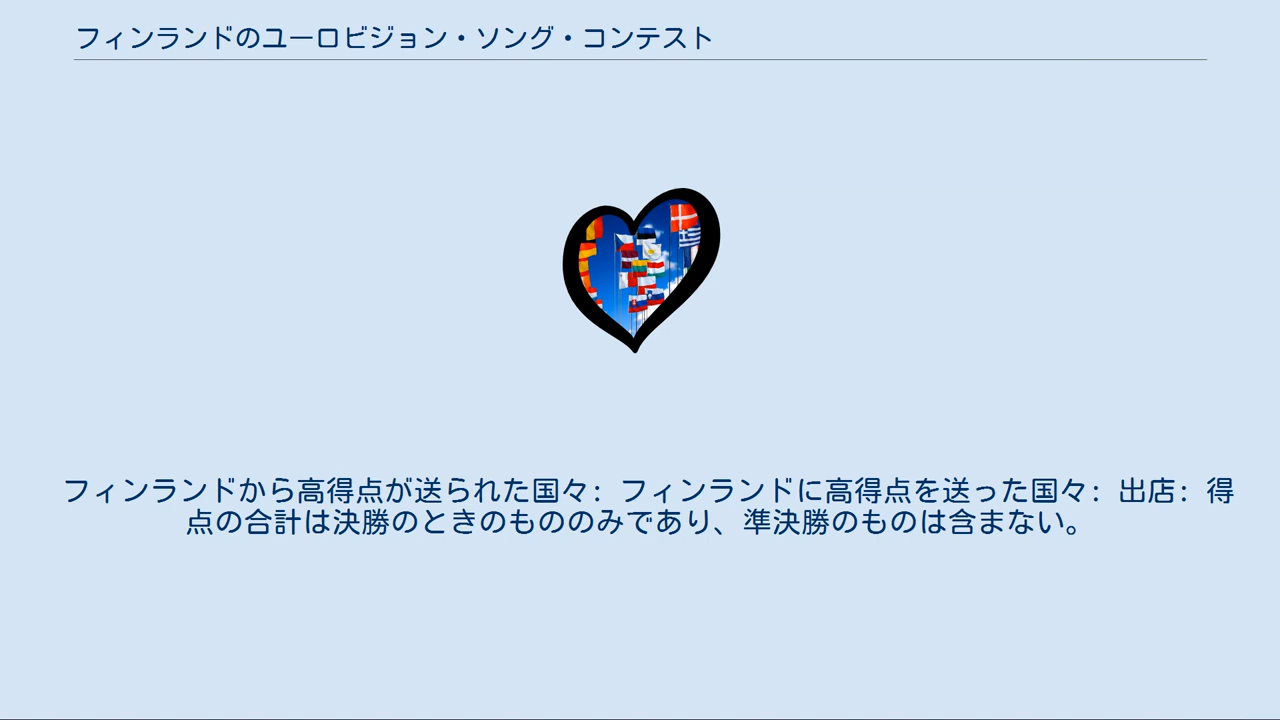 フィンランドのユーロビジョン・ソング・コンテスト
フィンランドから高得点が送られた国々：フィンランドに高得点を送った国々：出店：得
点の合計は決勝のときのもののみであり、準決勝のものは含まない。